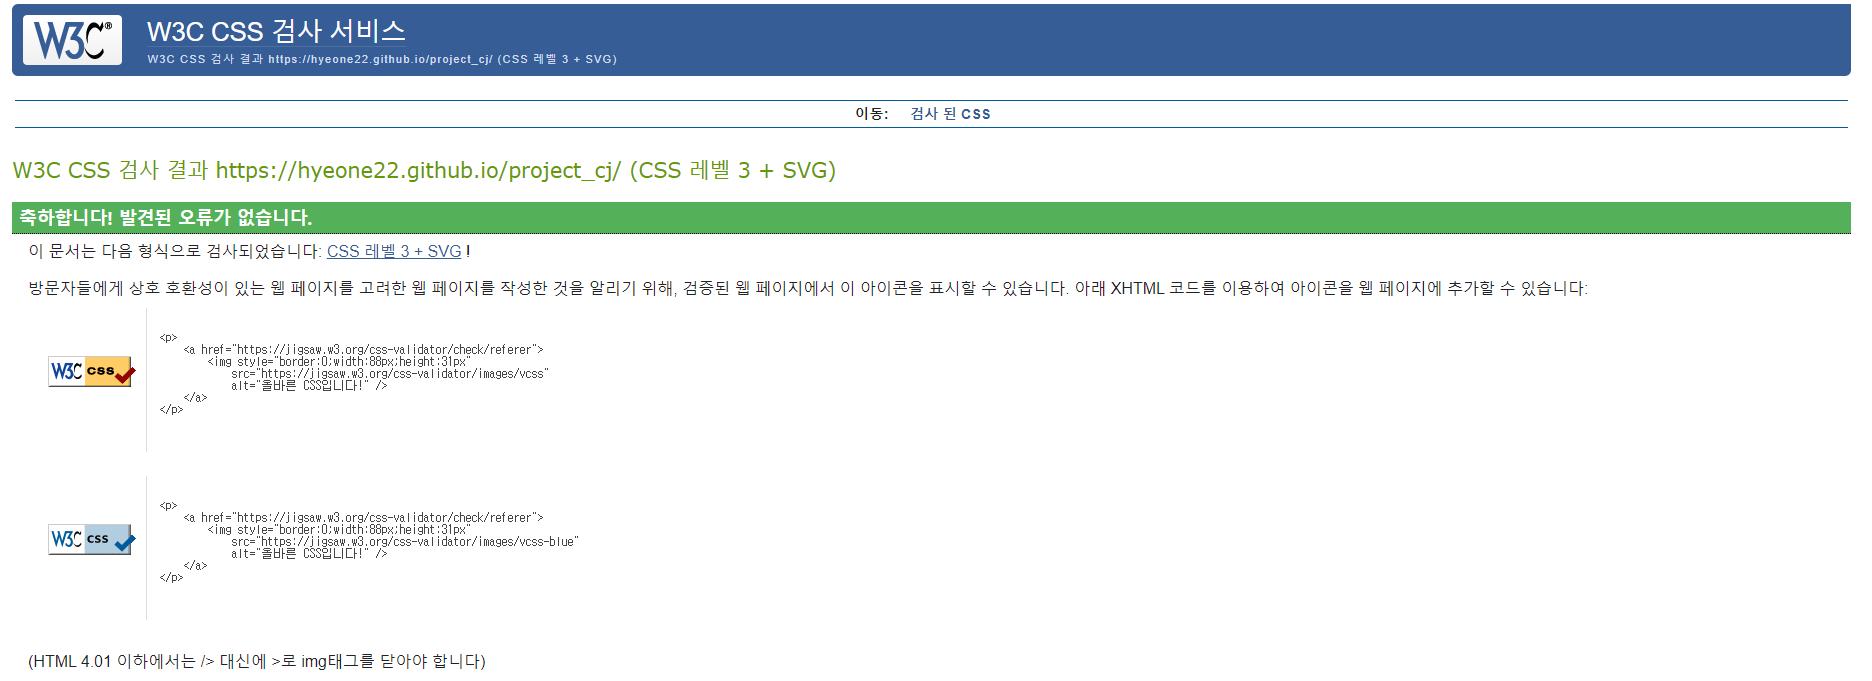 W3C® W3C CSS 검사 서비스
W3C CSS 검사 결과 https://hyeone22.github.io/project_cj/ (CSS 레벨 3 + SVG)
이동: 검사 된 CSS
W3C CSS 검사 결과 https://hyeone22.github.io/project_cj/ (CSS 레벨 3 + SVG)
축하합니다! 발견된 오류가 없습니다.
이 문서는 다음 형식으로 검사되었습니다: CSS 레벨 3 + SVG !
방문자들에게 상호 호환성이 있는 웹 페이지를 고려한 웹 페이지를 작성한 것을 알리기 위해, 검증된 웹 페이지에서 이 아이콘을 표시할 수 있습니다. 아래 XHTML 코드를 이용하여 아이콘을 웹 페이지에 추가할 수 있습니다:
W3C css
<p>
<a href="https://jigsaw.w3.org/css-validator/check/referer">
<img style="border:0;width:88px;height:31px"
src="https://jigsaw.w3.org/css-validator/images/vcss"
alt="올바른 CSS입니다!" />
</a>
</p>
W3C css
<p>
<a href="https://jigsaw.w3.org/css-validator/check/referer">
<img style="border:0;width:88px;height:31px"
src="https://jigsaw.w3.org/css-validator/images/vcss-blue"
alt="올바른 CSS입니다!" />
</a>
</p>
(HTML 4.01 이하에서는 /> 대신에 >로 img태그를 닫아야 합니다)